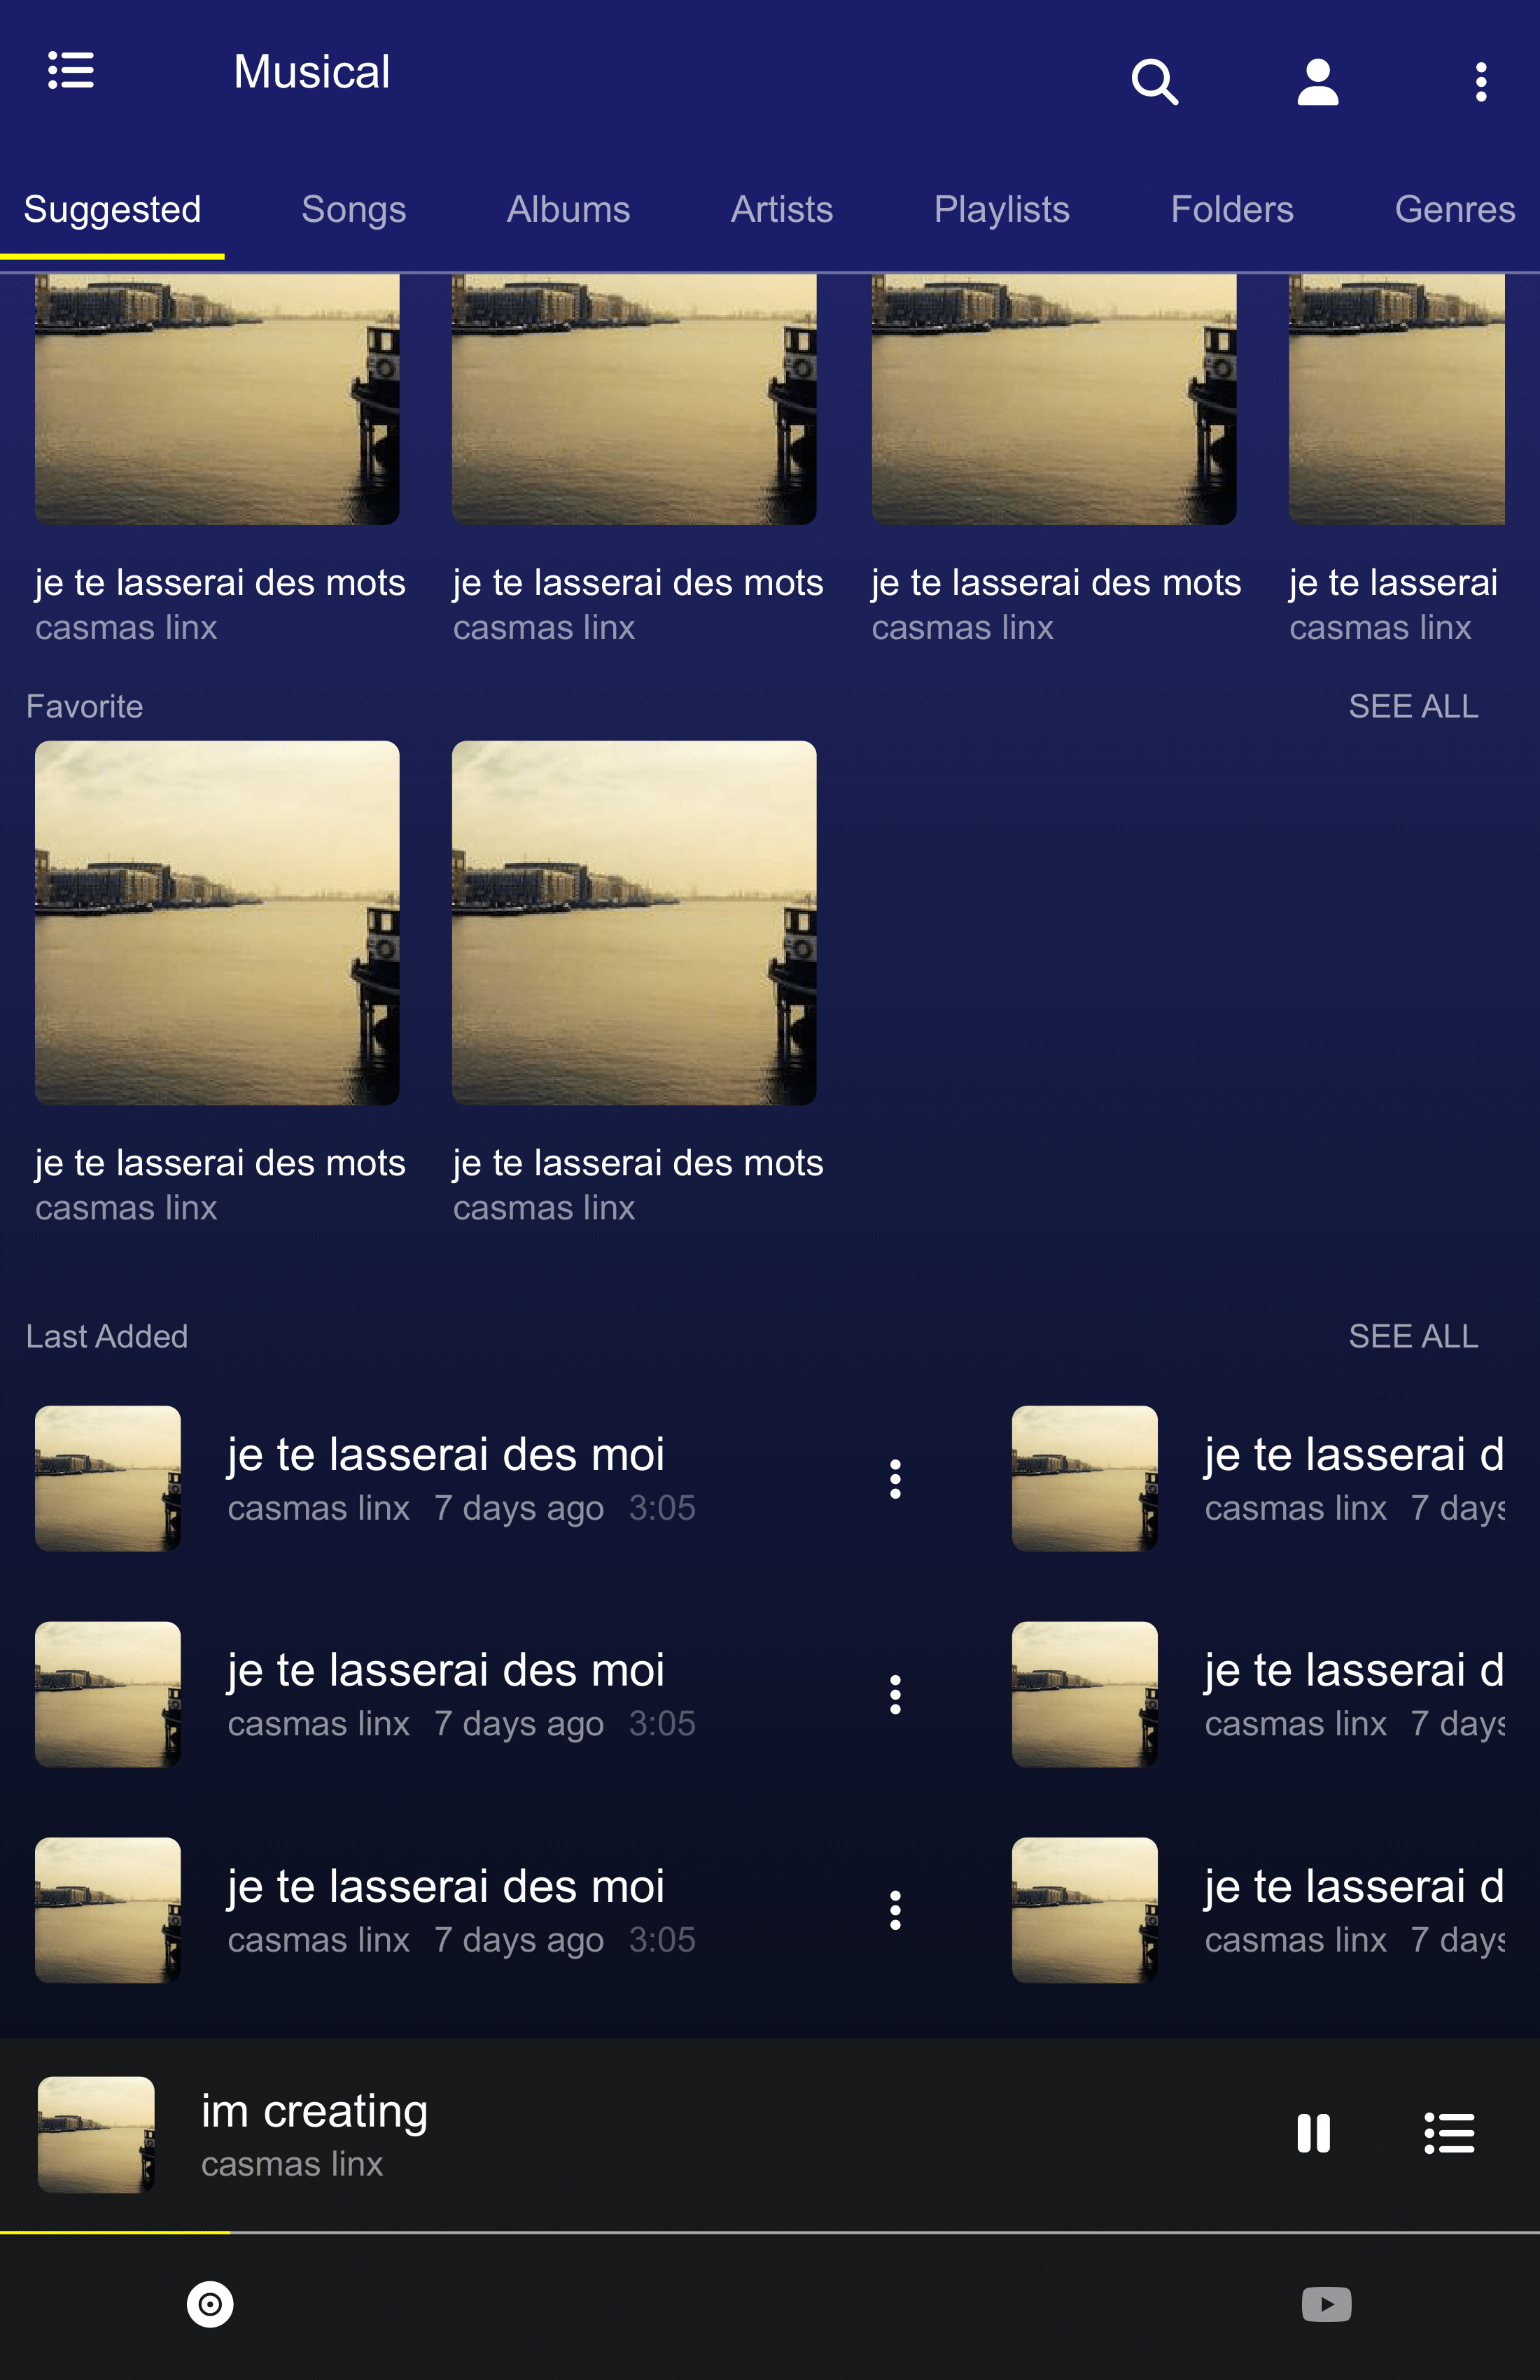 Musical
Suggested Songs Albums Artists Playlists Folders Genres
je te lasserai des mots je te lasserai des mots je te lasserai des mots je te lasserai
casmas linx casmas linx casmas linx casmas linx
Favorite SEE ALL
je te lasserai des mots je te lasserai des mots
casmas linx casmas linx
Last Added SEE ALL
je te lasserai des moi je te lasserai d
casmas linx 7 days ago 3:05 casmas linx 7 days
je te lasserai des moi je te lasserai d
casmas linx 7 days ago 3:05 casmas linx 7 days
je te lasserai des moi je te lasserai d
casmas linx 7 days ago 3:05 casmas linx 7 days
im creating
casmas linx